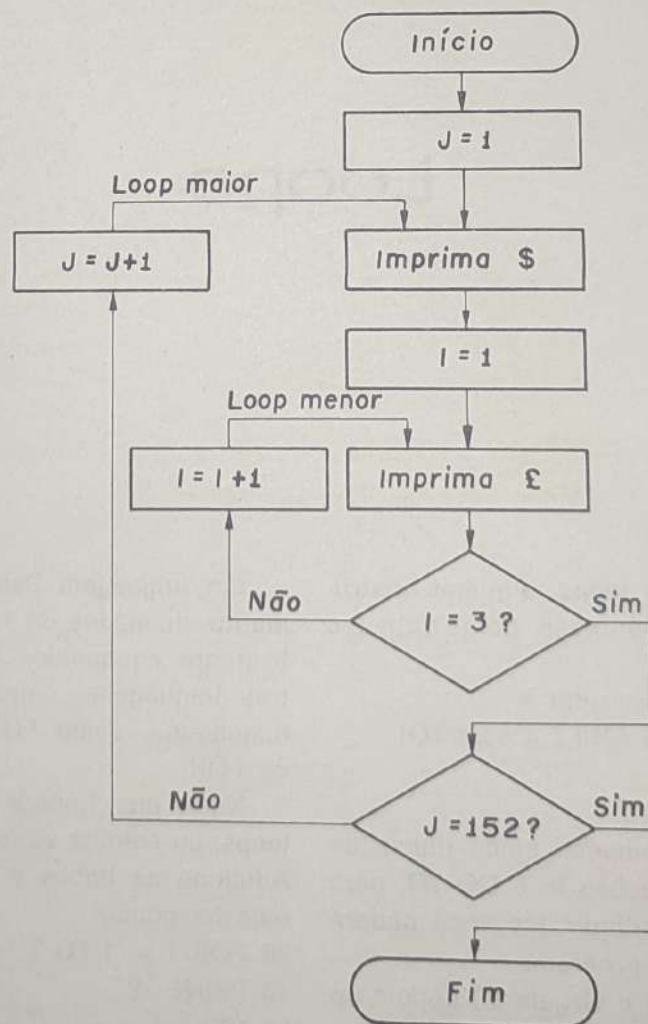 Início
J = 1
Loop maior
J = J+1
Imprima $
I = 1
Loop menor
I = I +1
Imprima £
Não
I = 3 ?
Sim
Não
J = 152 ?
Sim
Fim